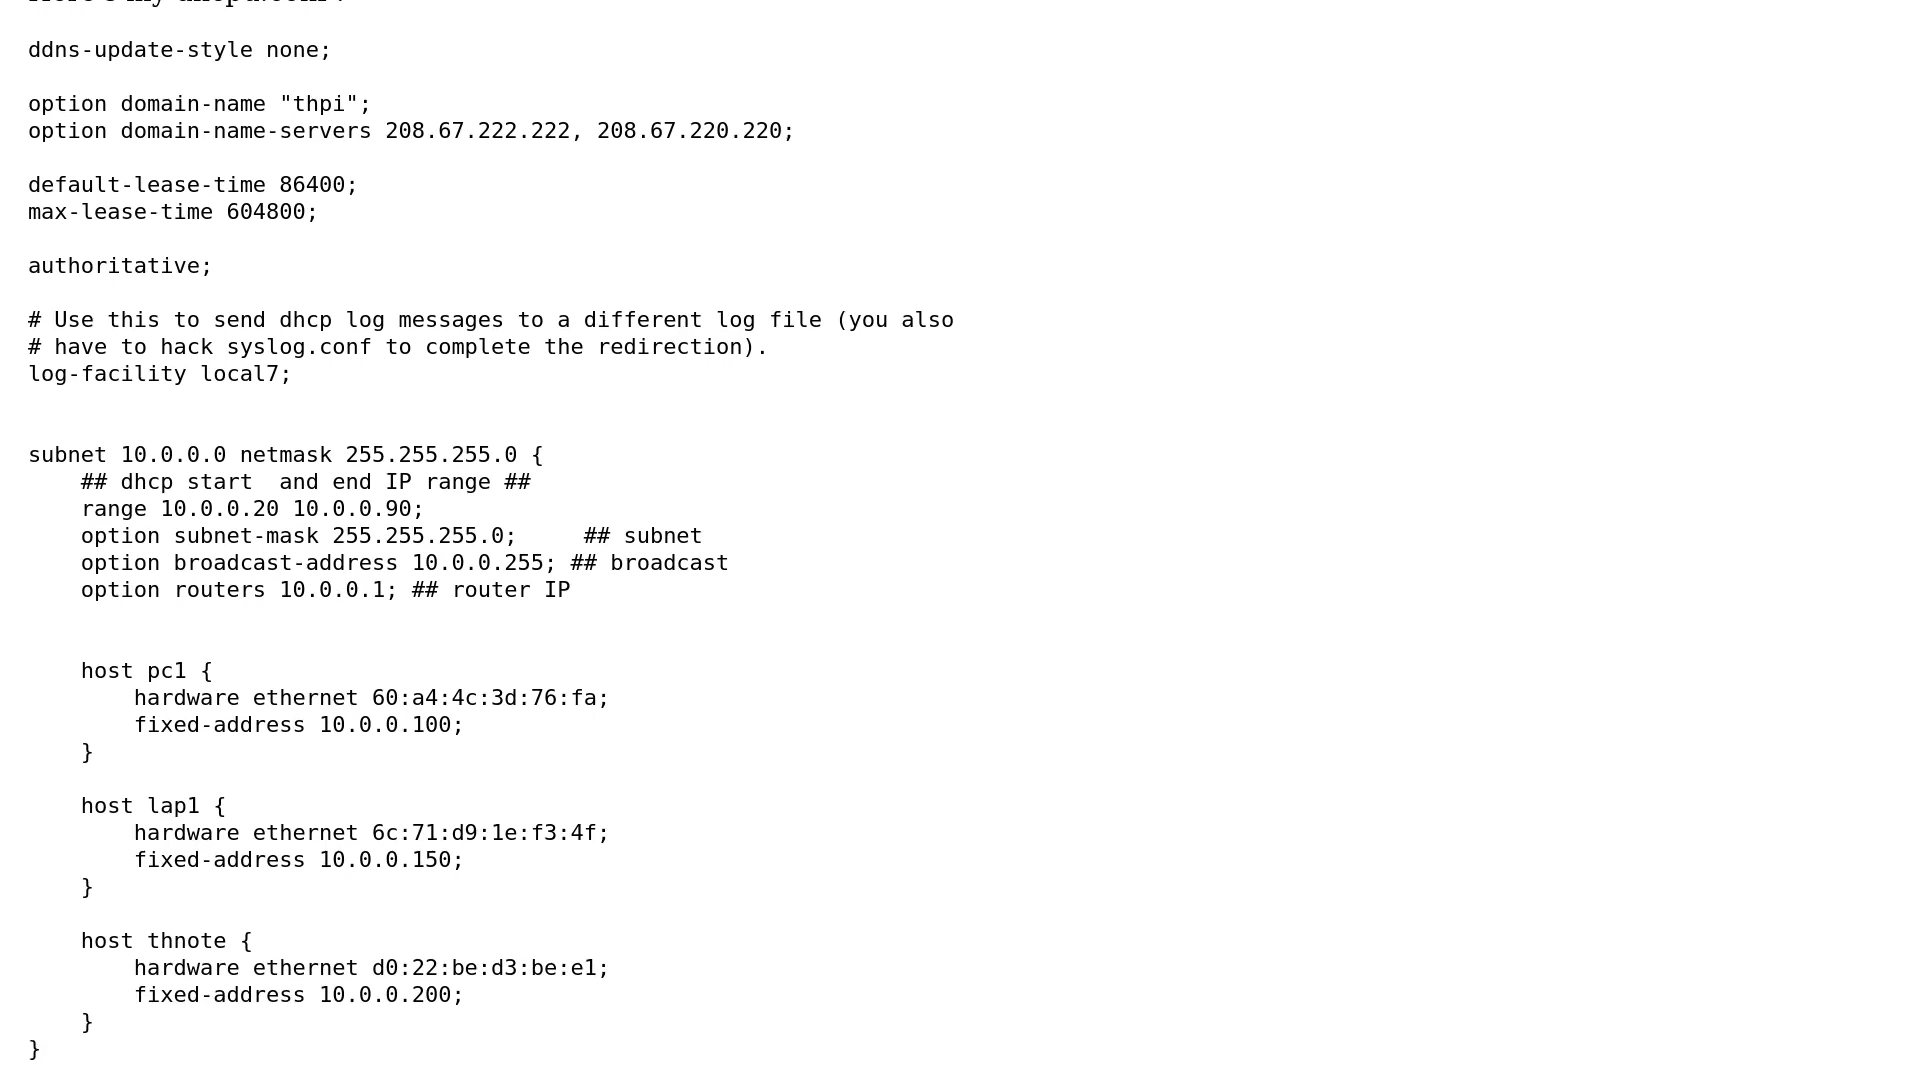 Here's my dhcpd.conf :
ddns-update-style none;
option domain-name "thpi";
option domain-name-servers 208.67.222.222, 208.67.220.220;
default-lease-time 86400;
max-lease-time 604800;
authoritative;
# Use this to send dhcp log messages to a different log file (you also
# have to hack syslog.conf to complete the redirection).
log-facility local7;
subnet 10.0.0.0 netmask 255.255.255.0 {
    ## dhcp start  and end IP range ##
    range 10.0.0.20 10.0.0.90;
    option subnet-mask 255.255.255.0;     ## subnet
    option broadcast-address 10.0.0.255; ## broadcast
    option routers 10.0.0.1; ## router IP
    host pc1 {
        hardware ethernet 60:a4:4c:3d:76:fa;
        fixed-address 10.0.0.100;
    }
    host lap1 {
        hardware ethernet 6c:71:d9:1e:f3:4f;
        fixed-address 10.0.0.150;
    }
    host thnote {
        hardware ethernet d0:22:be:d3:be:e1;
        fixed-address 10.0.0.200;
    }
}